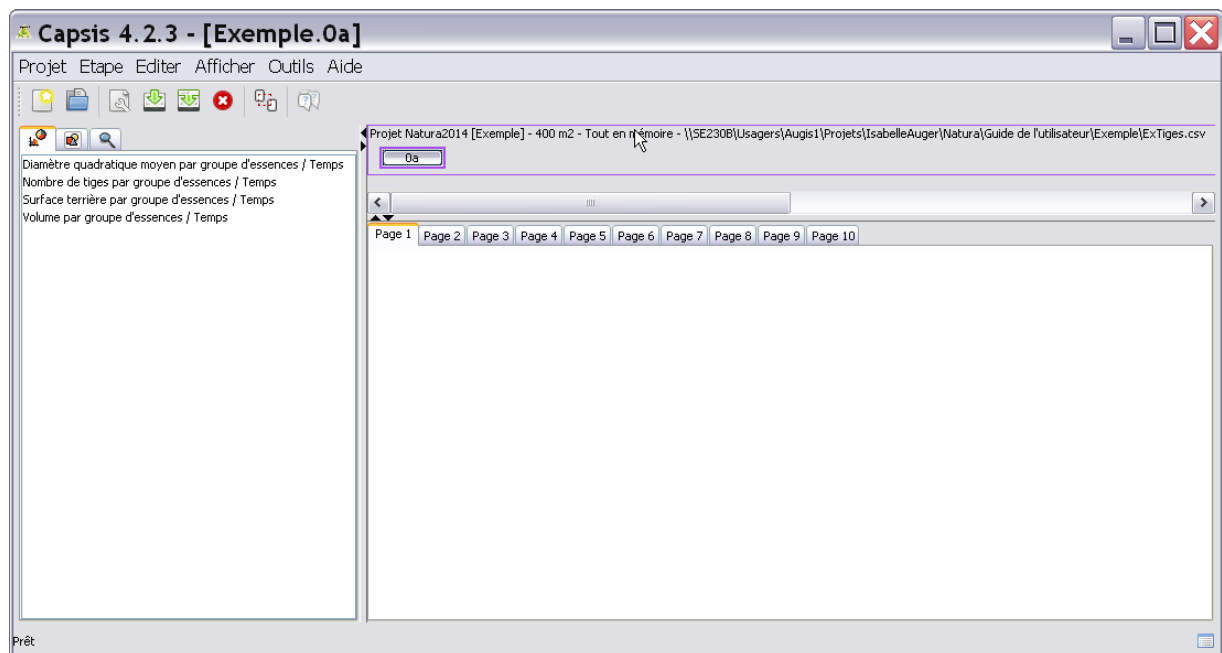 Capsis 4.2.3 - [Exemple.0a]
Projet Etape Editer Afficher Outils Aide
Diamètre quadratique moyen par groupe d'essences / Temps
Nombre de tiges par groupe d'essences / Temps
Surface terrière par groupe d'essences / Temps
Volume par groupe d'essences / Temps
Projet Natura2014 [Exemple] - 400 m2 - Tout en mémoire - \\SE230B\Usagers\Augis1\Projets\IsabelleAuger\Natura\Guide de l'utilisateur\Exemple\ExTiges.csv
0a
Page 1 Page 2 Page 3 Page 4 Page 5 Page 6 Page 7 Page 8 Page 9 Page 10
Prêt